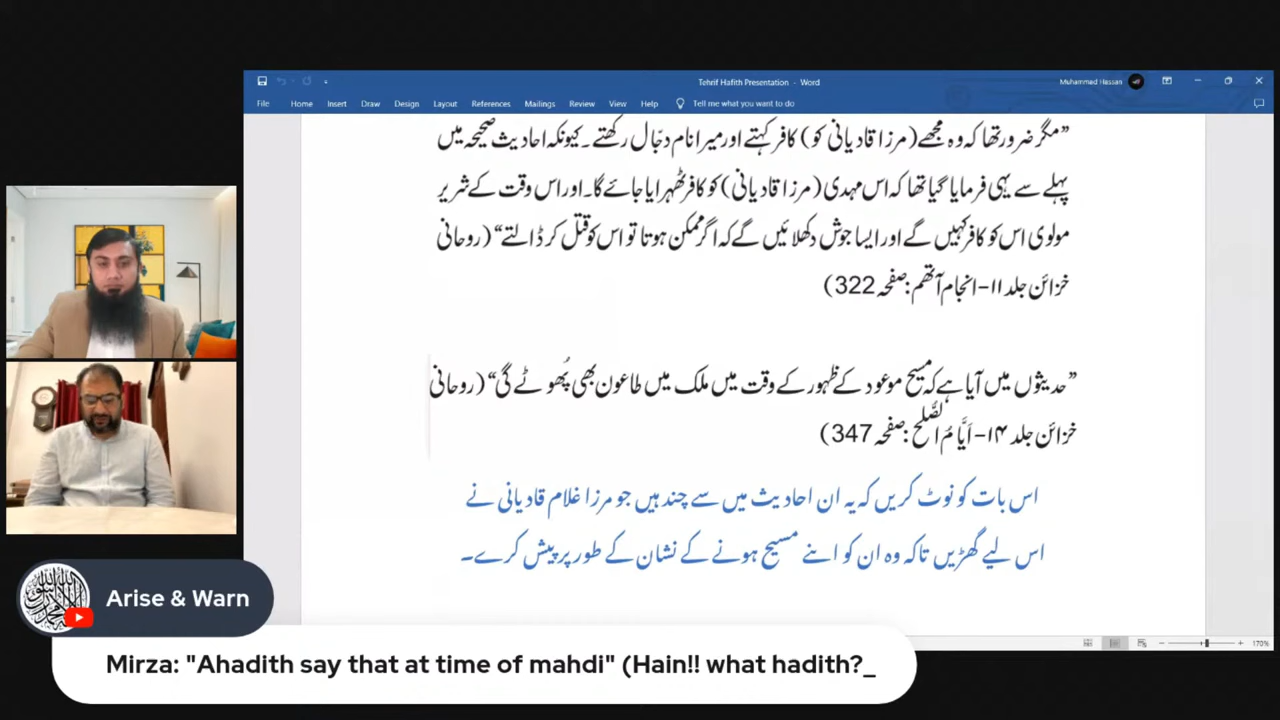 Tehrif Hafith Presentation - Word
Muhammed Hassan
File Home Insert Draw Design Layout References Mailings Review View Help Tell me what you want to do
”مگر ضرور تھا کہ وہ مجھے (مرزا قادیانی کو) کافر کہتے اور میرا نام دجّال رکھتے۔ کیونکہ احادیث صحیحہ میں
پہلے سے یہی فرمایا گیا تھا کہ اس مہدی (مرزا قادیانی) کو کافر ٹھہرایا جائے گا۔ اور اس وقت کے شریر
مولوی اس کو کافر کہیں گے اور ایسا جوش دکھلائیں گے کہ اگر ممکن ہوتا تو اس کو قتل کر ڈالتے“ (روحانی
خزائن جلد ۱۱-انجام آتھم: صفحہ 322)
”حدیثوں میں آیا ہے کہ مسیح موعود کے ظہور کے وقت میں ملک میں طاعون بھی پُھوٹے گی“ (روحانی
خزائن جلد ۱۴-اَیَّامُ الصُّلح: صفحہ 347)
اس بات کو نوٹ کریں کہ یہ ان احادیث میں سے چند ہیں جو مرزا غلام قادیانی نے
اس لیے گھڑیں تاکہ وہ ان کو اپنے مسیح ہونے کے نشان کے طور پر پیش کرے۔
170%
Arise & Warn
Mirza: "Ahadith say that at time of mahdi" (Hain!! what hadith?_